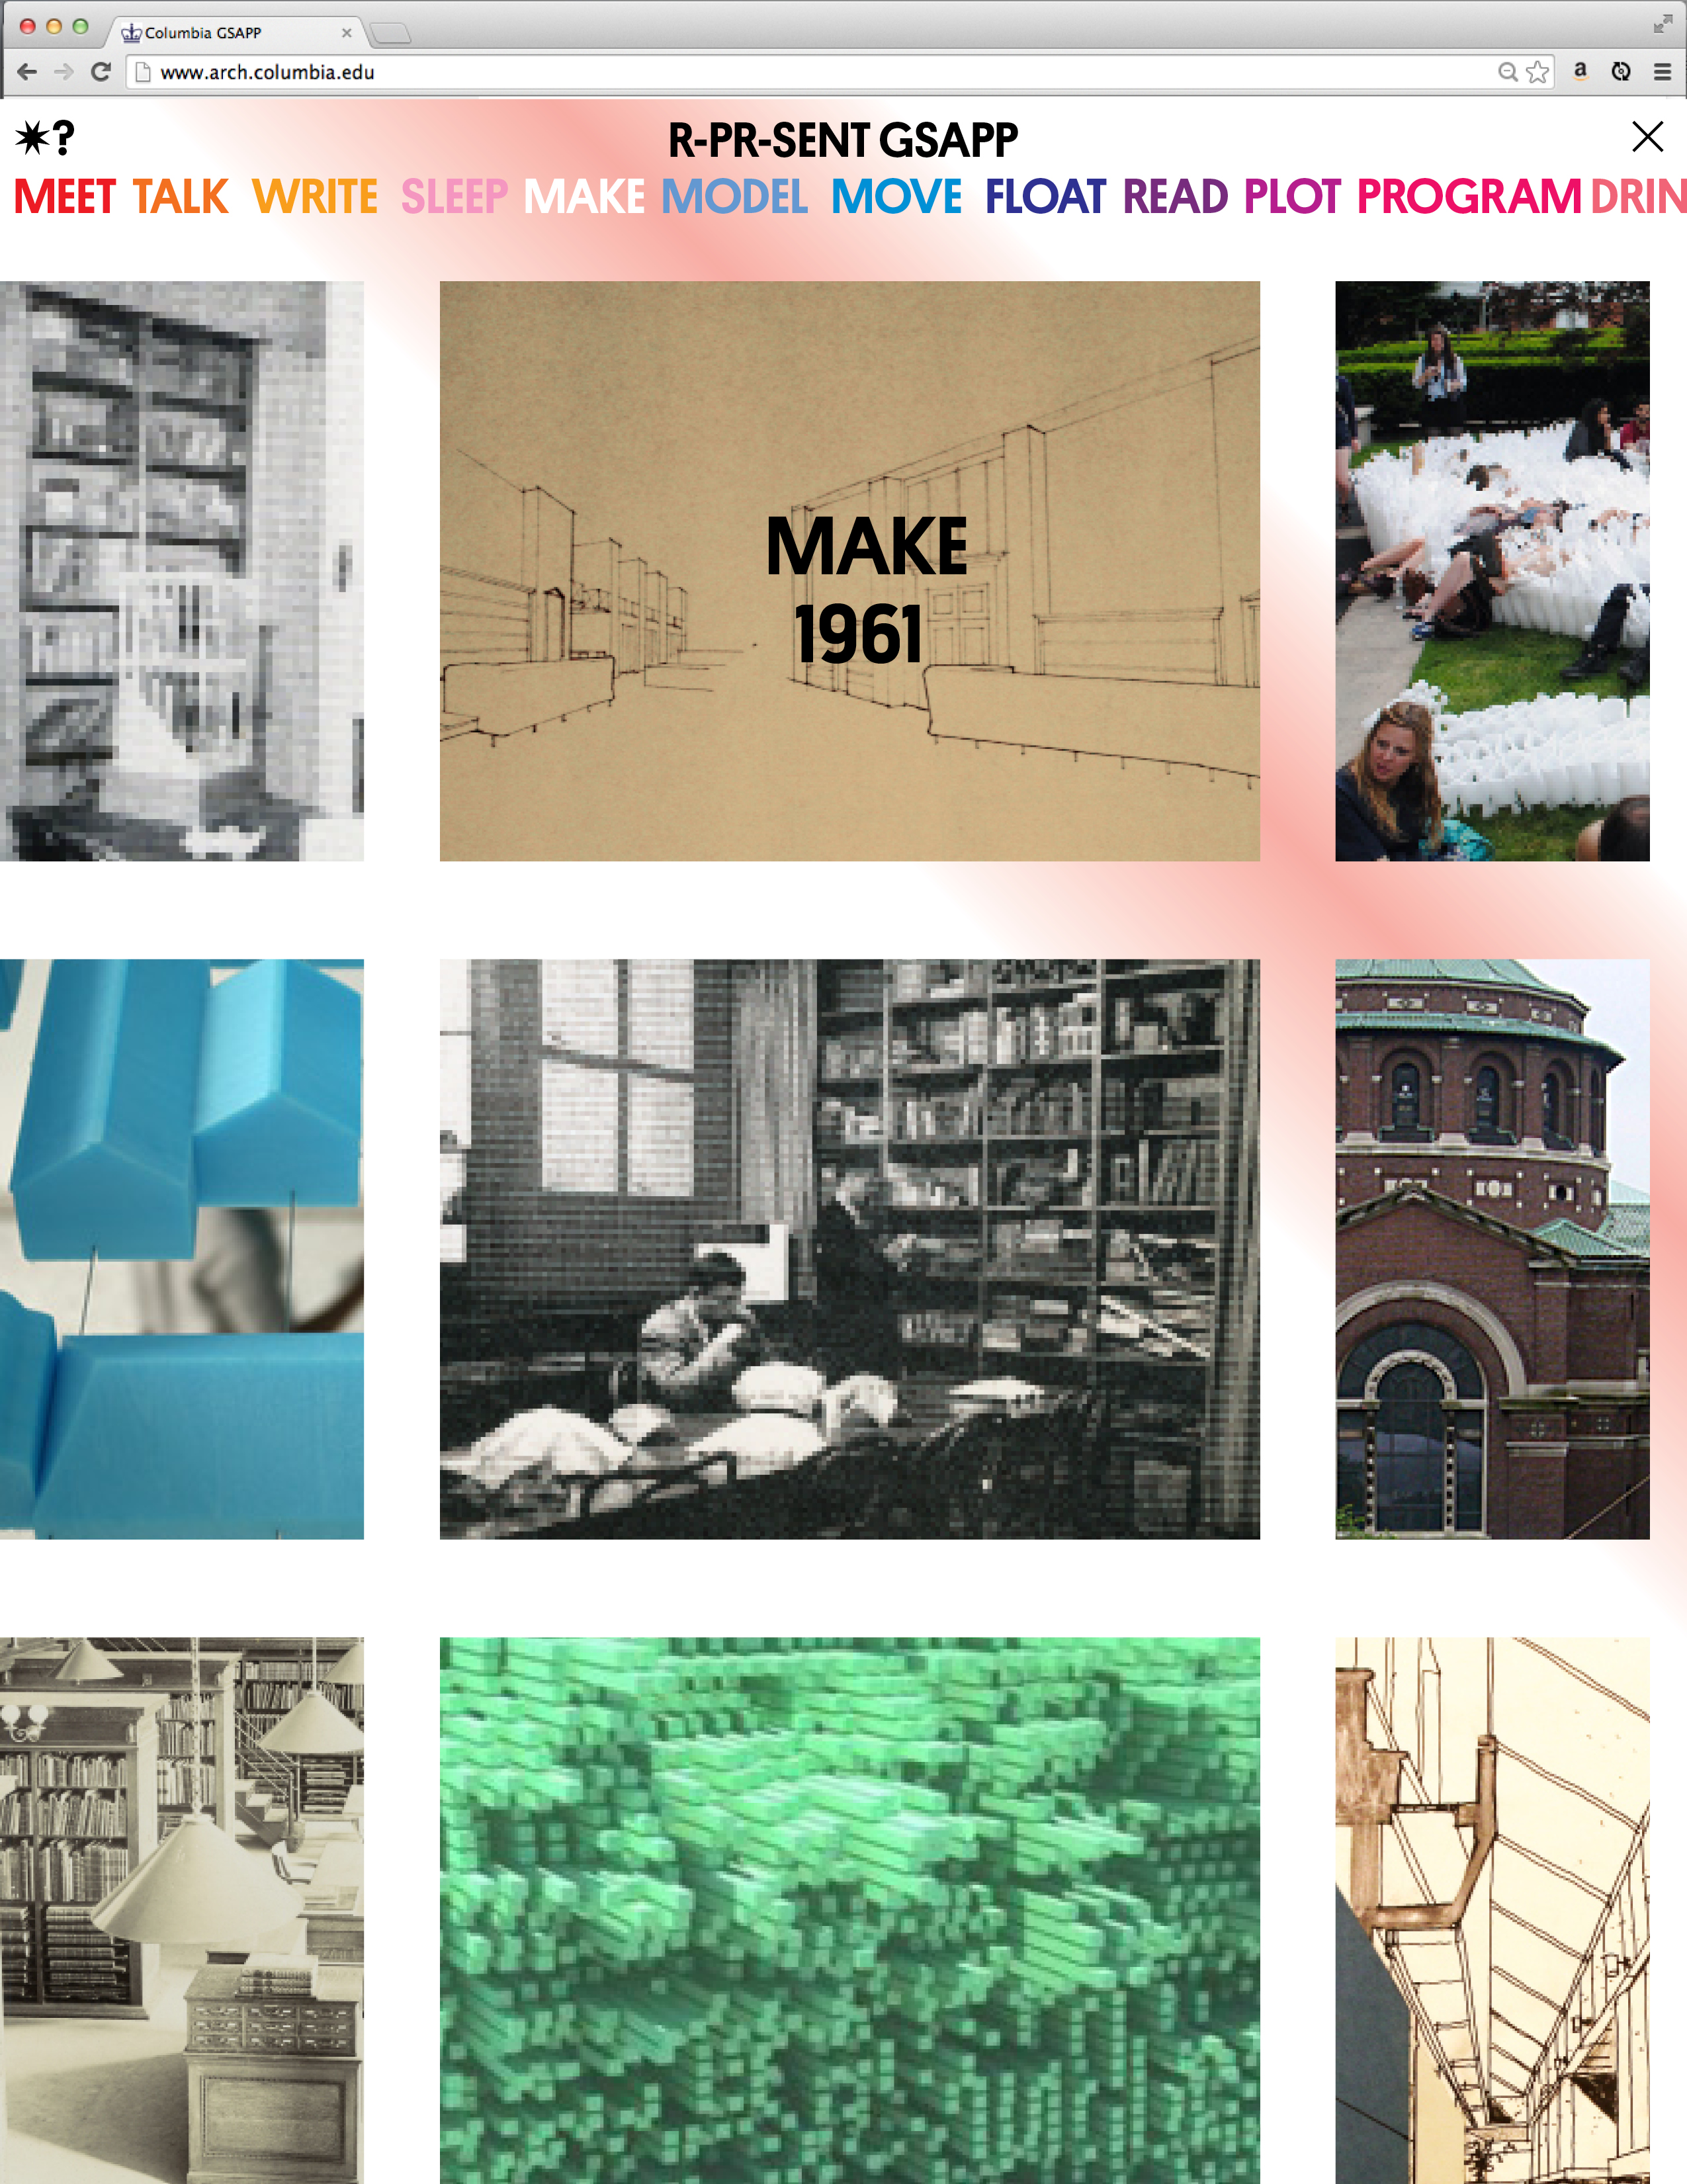 Columbia GSAPP
www.arch.columbia.edu
a
?
R-PR-SENT GSAPP
MEET TALK WRITE SLEEP MAKE MODEL MOVE FLOAT READ PLOT PROGRAM DRIN
MAKE
1961